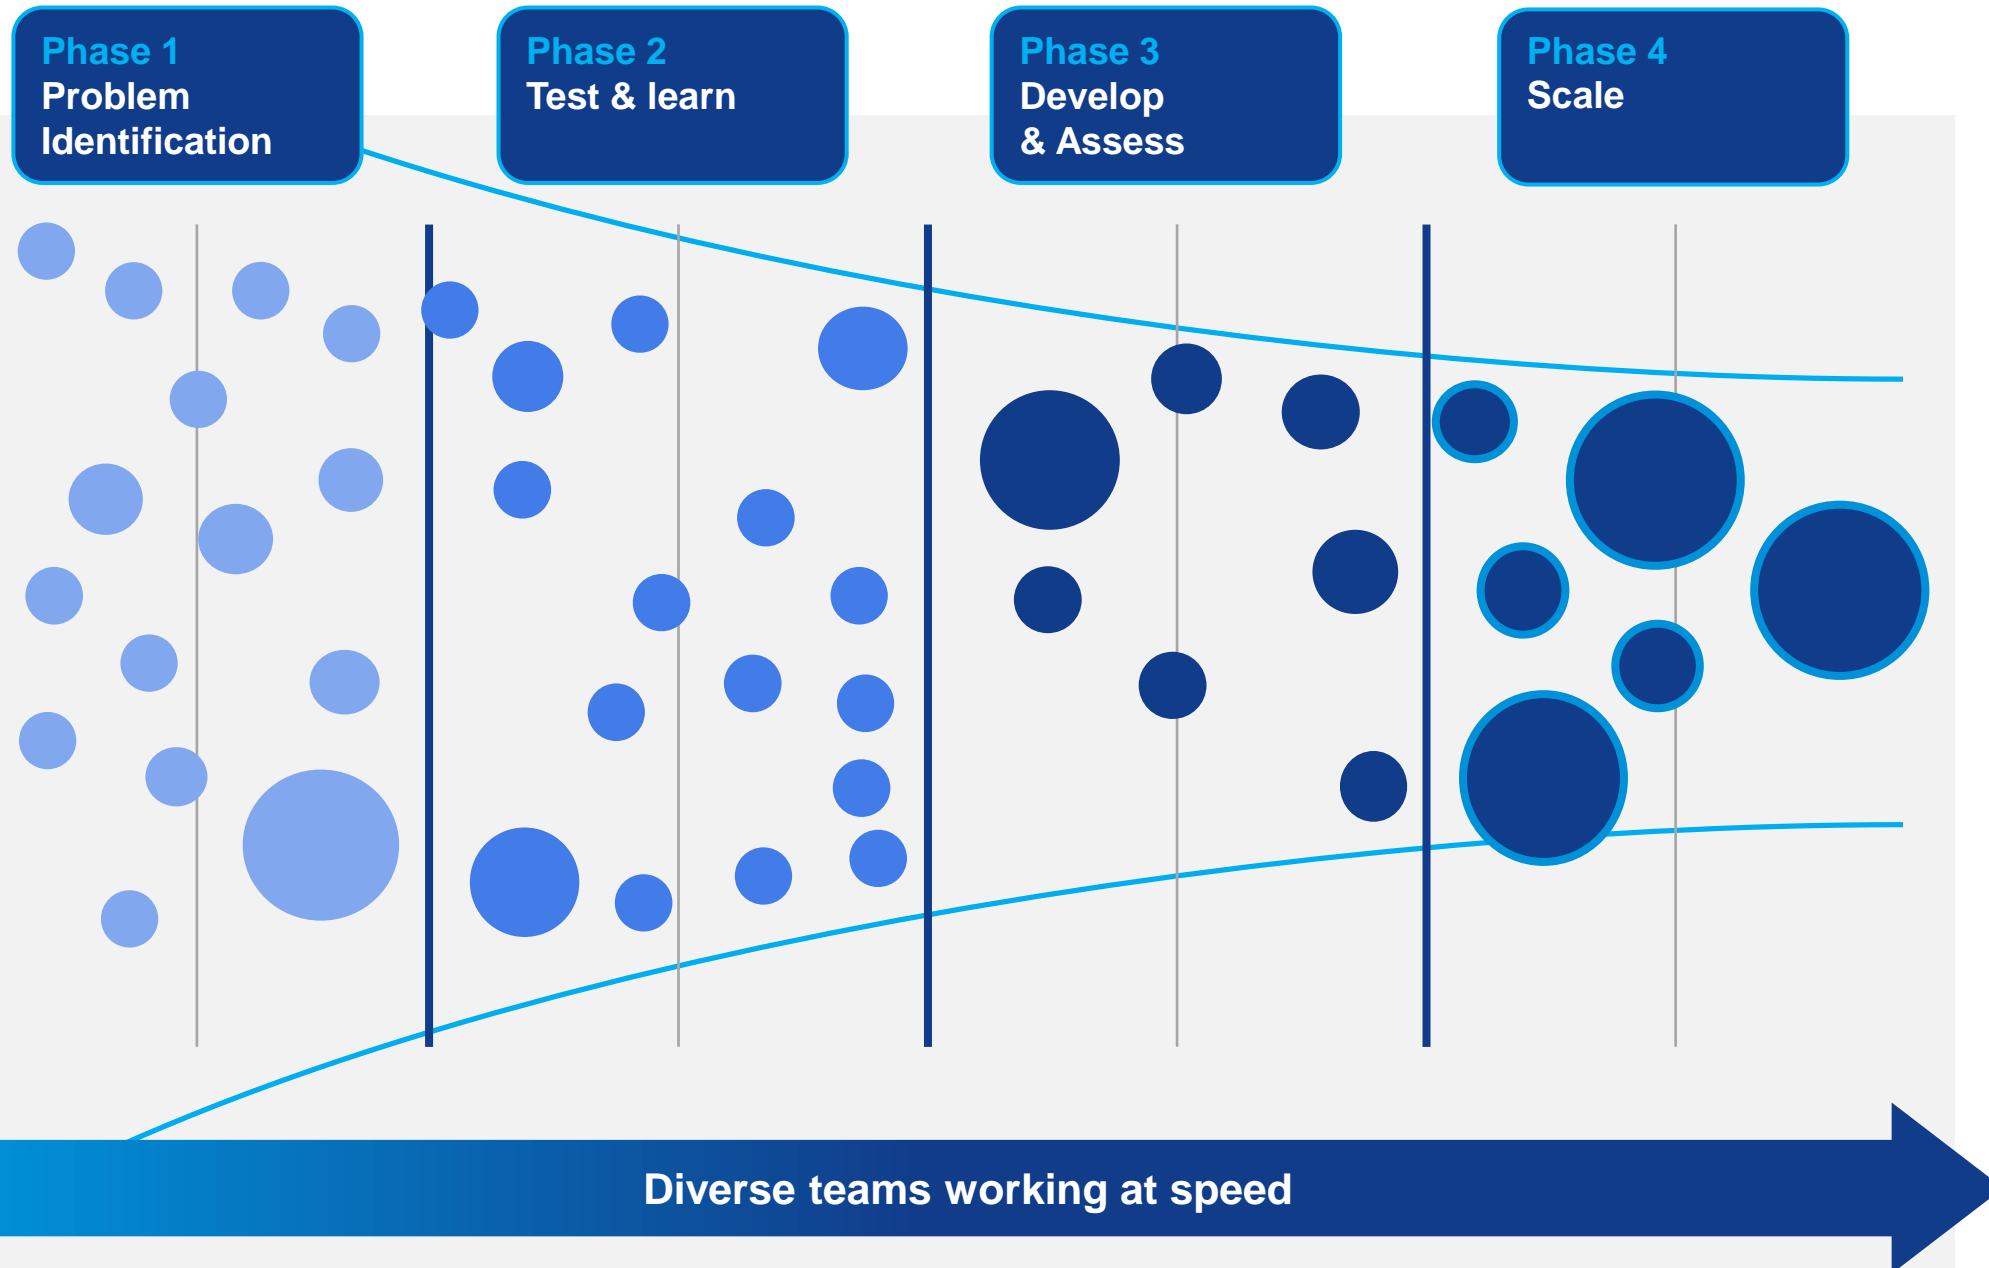 Phase 1
Problem
Identification
Phase 2
Test & learn
Phase 3
Develop
& Assess
Phase 4
Scale
Diverse teams working at speed